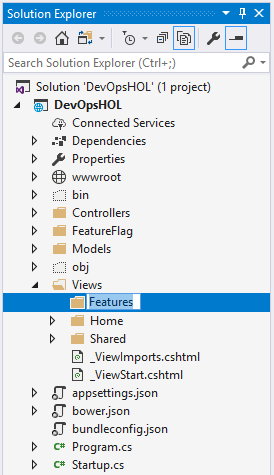 Solution Explorer
Search Solution Explorer (Ctrl+;)
Solution 'DevOpsHOL' (1 project)
DevOpsHOL
Connected Services
Dependencies
Properties
wwwroot
bin
Controllers
FeatureFlag
Models
obj
Views
Features
Home
Shared
_ViewImports.cshtml
_ViewStart.cshtml
appsettings.json
bower.json
bundleconfig.json
C# Program.cs
C# Startup.cs